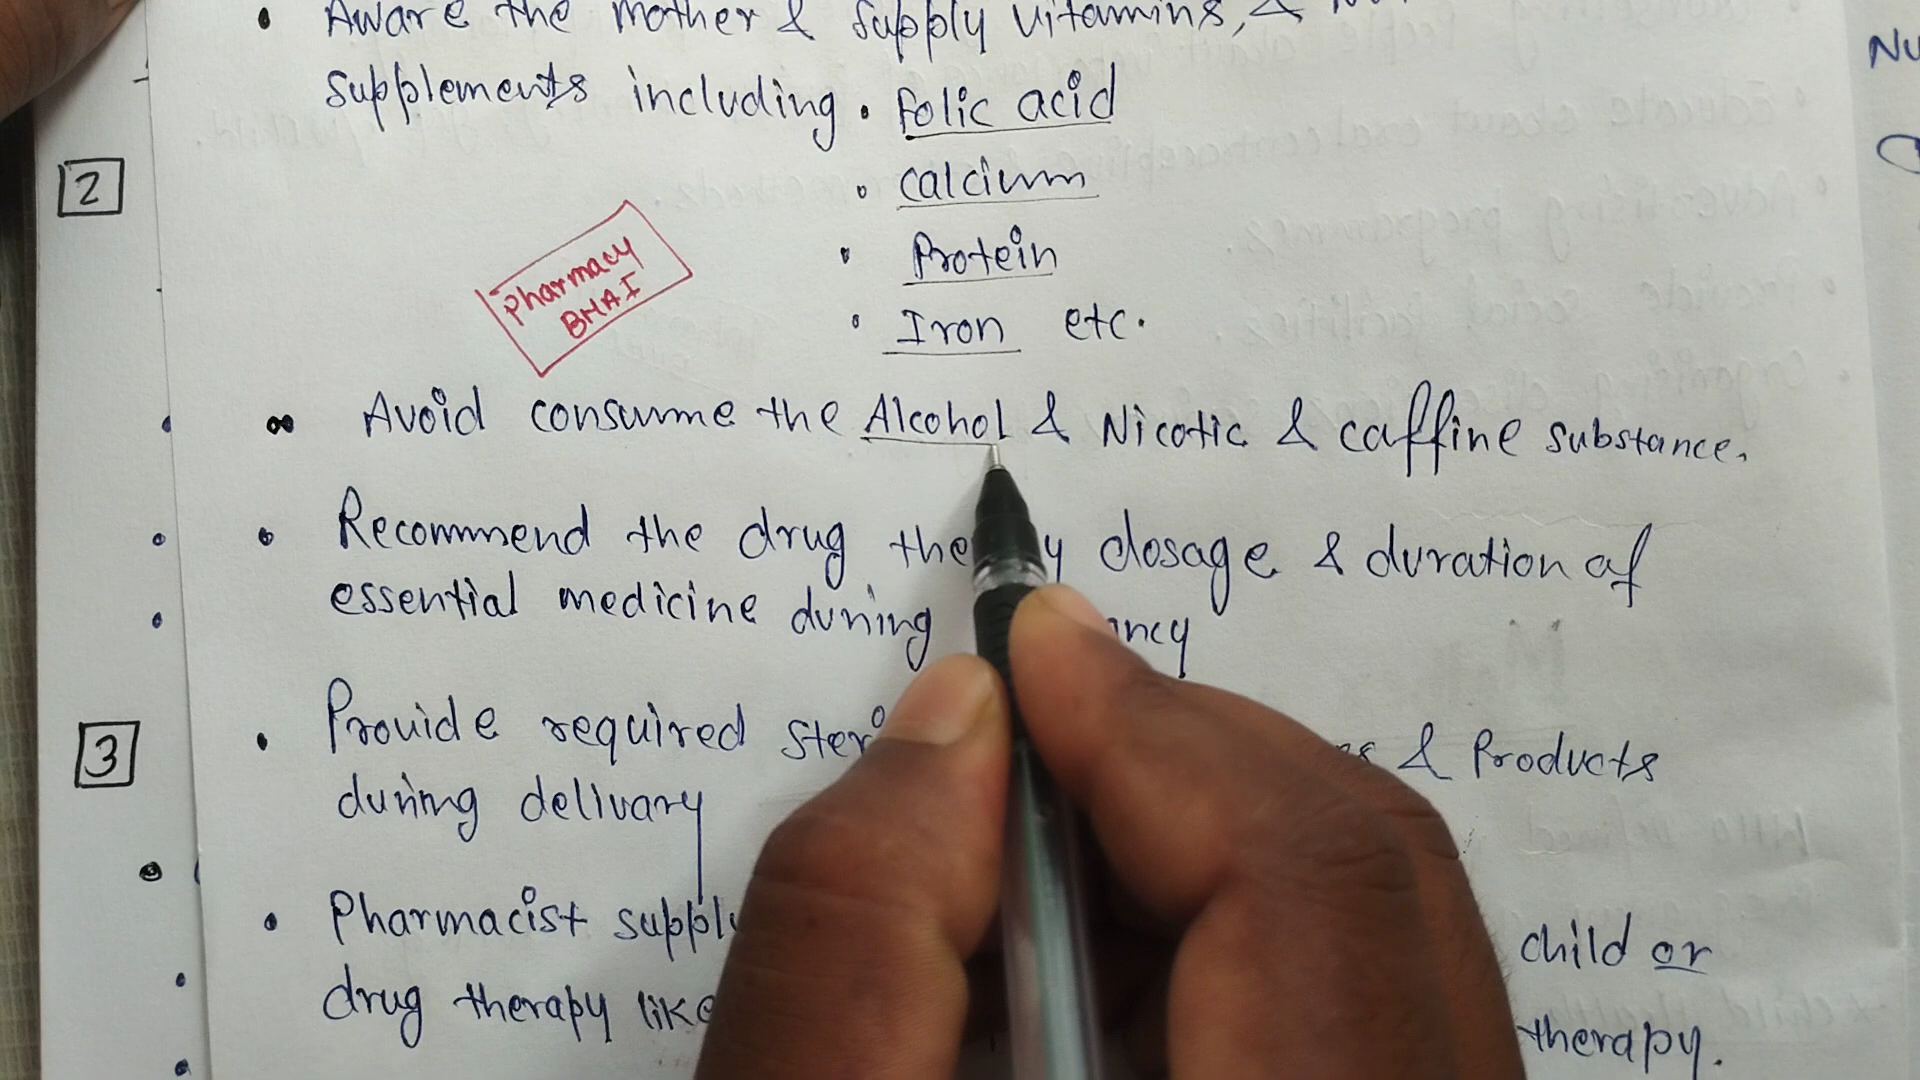 • Aware the mother & supply vitamins, &
supplements including • folic acid
• calcium
• Protein
• Iron etc.
2
Pharmacy
BHAI
• Avoid consume the Alcohol & Nicotic & caffine substance.
• Recommend the drug dosage & duration of
essential medicine during
3
• Provide required & Products
during delivary
• Pharmacist child or
drug therapy like therapy.